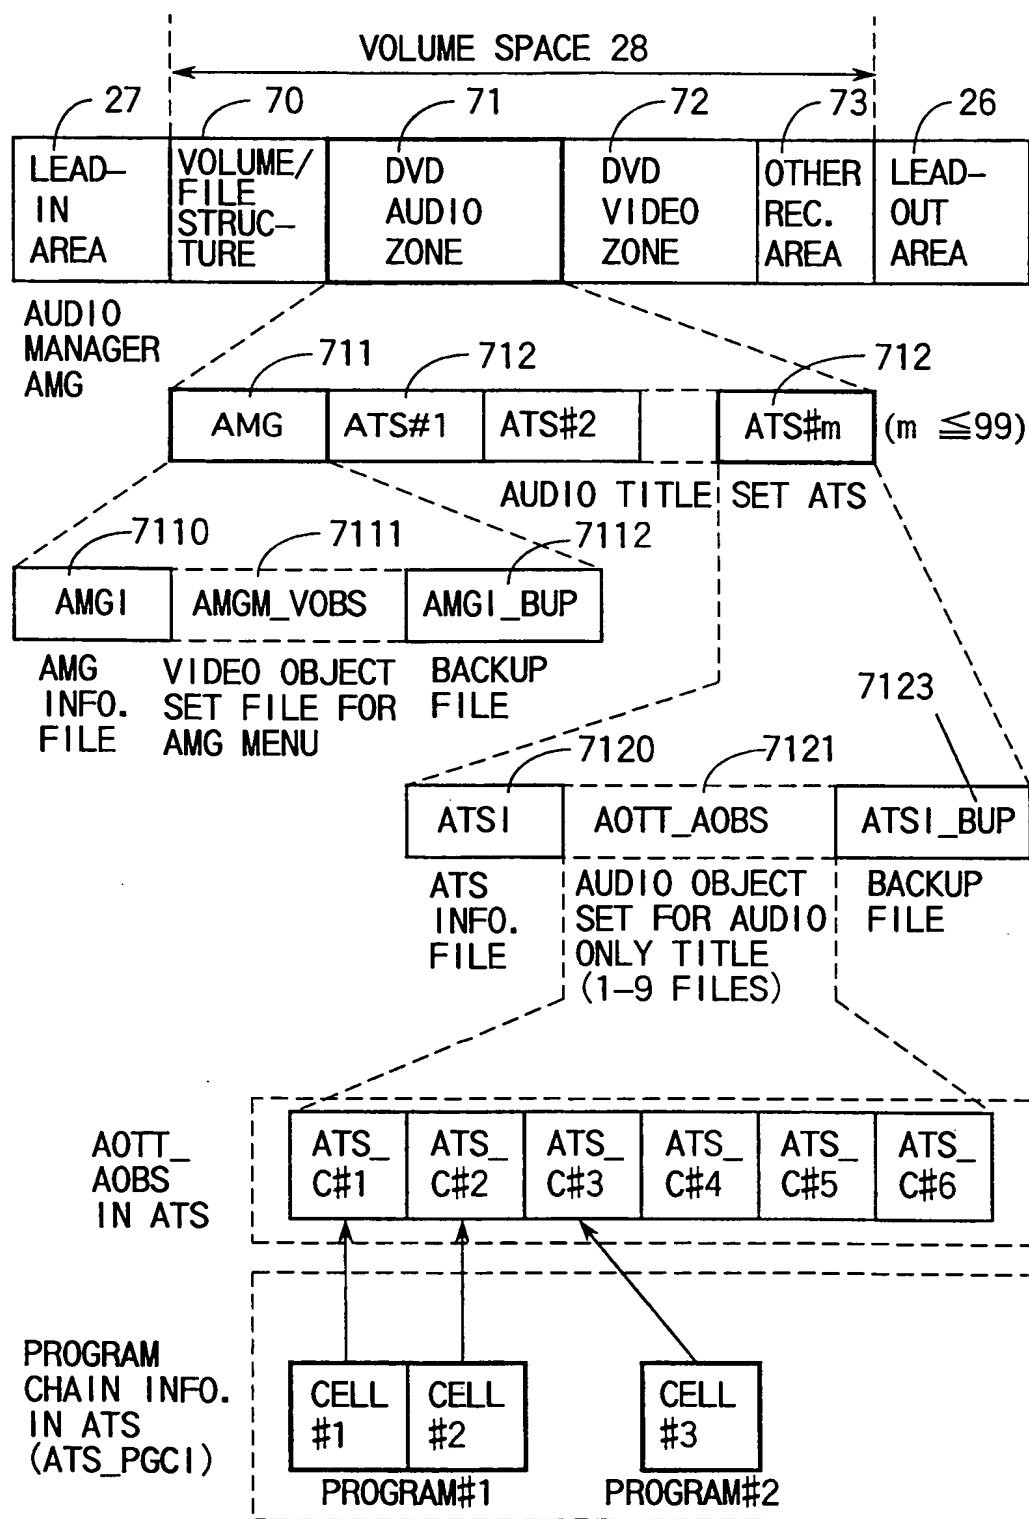 VOLUME SPACE 28
27
70
71
72
73
26
LEAD-
IN
AREA
VOLUME/
FILE
STRUC-
TURE
DVD
AUDIO
ZONE
DVD
VIDEO
ZONE
OTHER
REC.
AREA
LEAD-
OUT
AREA
AUDIO
MANAGER
AMG
711
712
712
AMG
ATS#1
ATS#2
ATS#m
(m ≦99)
AUDIO TITLE SET ATS
7110
7111
7112
AMGI
AMGM_VOBS
AMGI_BUP
AMG
INFO.
FILE
VIDEO OBJECT
SET FILE FOR
AMG MENU
BACKUP
FILE
7120
7121
7123
ATSI
AOTT_AOBS
ATSI_BUP
ATS
INFO.
FILE
AUDIO OBJECT
SET FOR AUDIO
ONLY TITLE
(1-9 FILES)
BACKUP
FILE
AOTT_
AOBS
IN ATS
ATS_
C#1
ATS_
C#2
ATS_
C#3
ATS_
C#4
ATS_
C#5
ATS_
C#6
PROGRAM
CHAIN INFO.
IN ATS
(ATS_PGCI)
CELL
#1
CELL
#2
CELL
#3
PROGRAM#1
PROGRAM#2